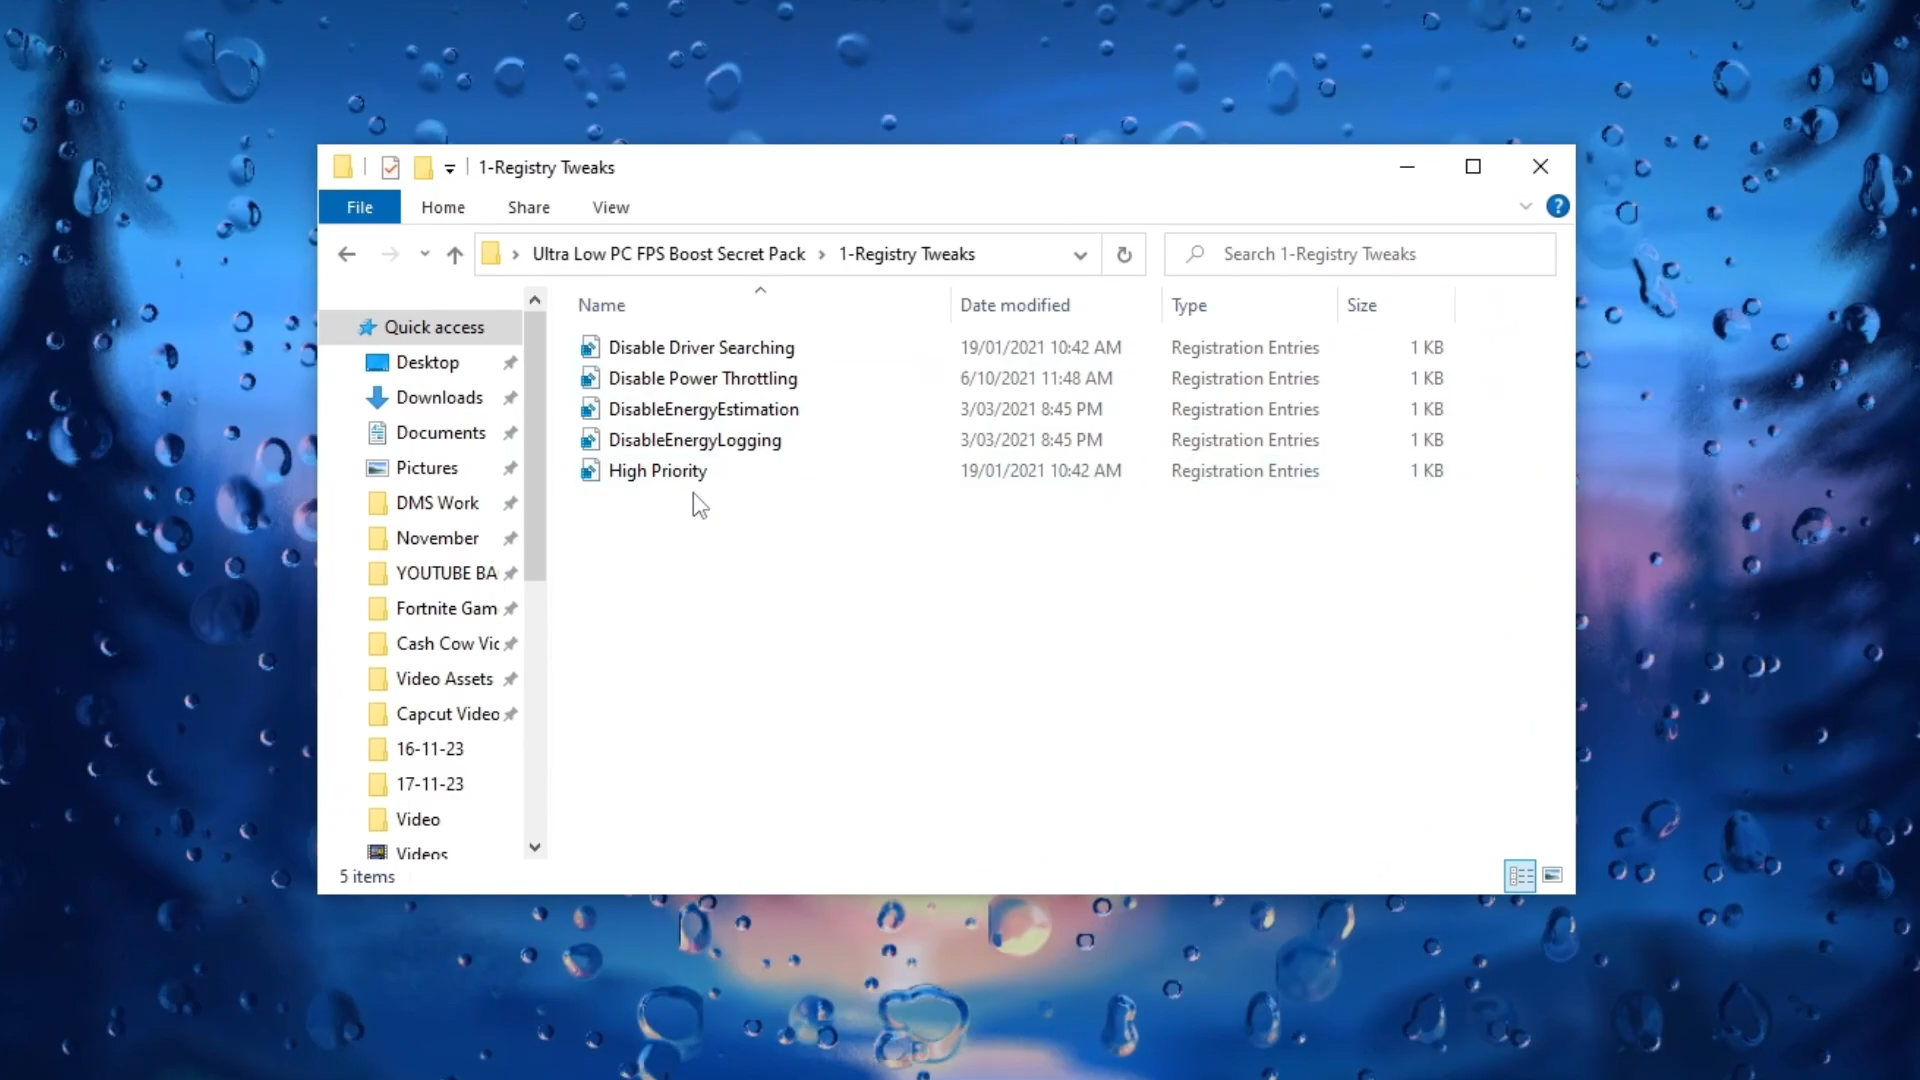 1-Registry Tweaks
File Home Share View
?
Ultra Low PC FPS Boost Secret Pack 1-Registry Tweaks
Search 1-Registry Tweaks
Name Date modified Type Size
Disable Driver Searching 19/01/2021 10:42 AM Registration Entries 1 KB
Disable Power Throttling 6/10/2021 11:48 AM Registration Entries 1 KB
DisableEnergyEstimation 3/03/2021 8:45 PM Registration Entries 1 KB
DisableEnergyLogging 3/03/2021 8:45 PM Registration Entries 1 KB
High Priority 19/01/2021 10:42 AM Registration Entries 1 KB
Quick access
Desktop
Downloads
Documents
Pictures
DMS Work
November
YOUTUBE BA
Fortnite Gam
Cash Cow Vic
Video Assets
Capcut Video
16-11-23
17-11-23
Video
Videos
5 items